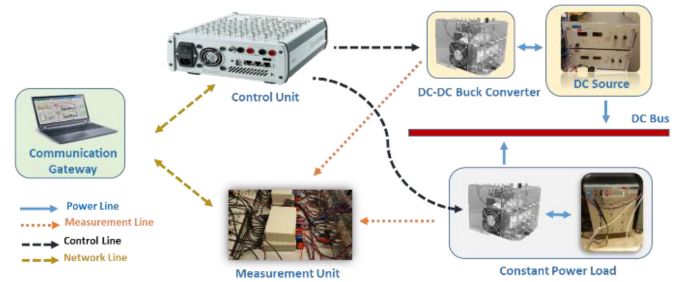 Control Unit
DC-DC Buck Converter
DC Source
DC Bus
Communication
Gateway
Power Line
Measurement Line
Control Line
Network Line
Measurement Unit
Constant Power Load